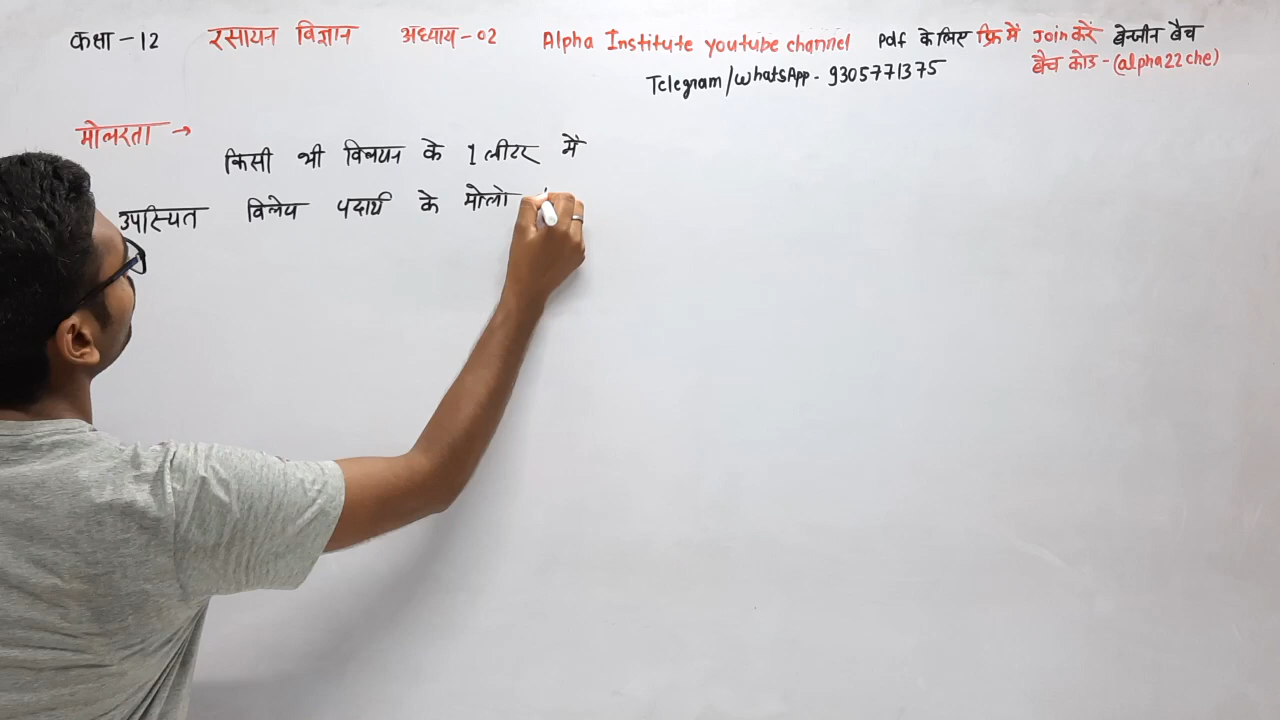 कक्षा - 12 रसायन विज्ञान अध्याय - 02 Alpha Institute youtube channel Pdf के लिए फ्रि में Join करें बेन्जीन बैच
Telegram/WhatsApp - 9305771375 बैच कोड - (alpha22che)
मोलरता →
किसी भी विलयन के 1 लीटर में
उपस्थित विलेय पदार्थ के मोलो